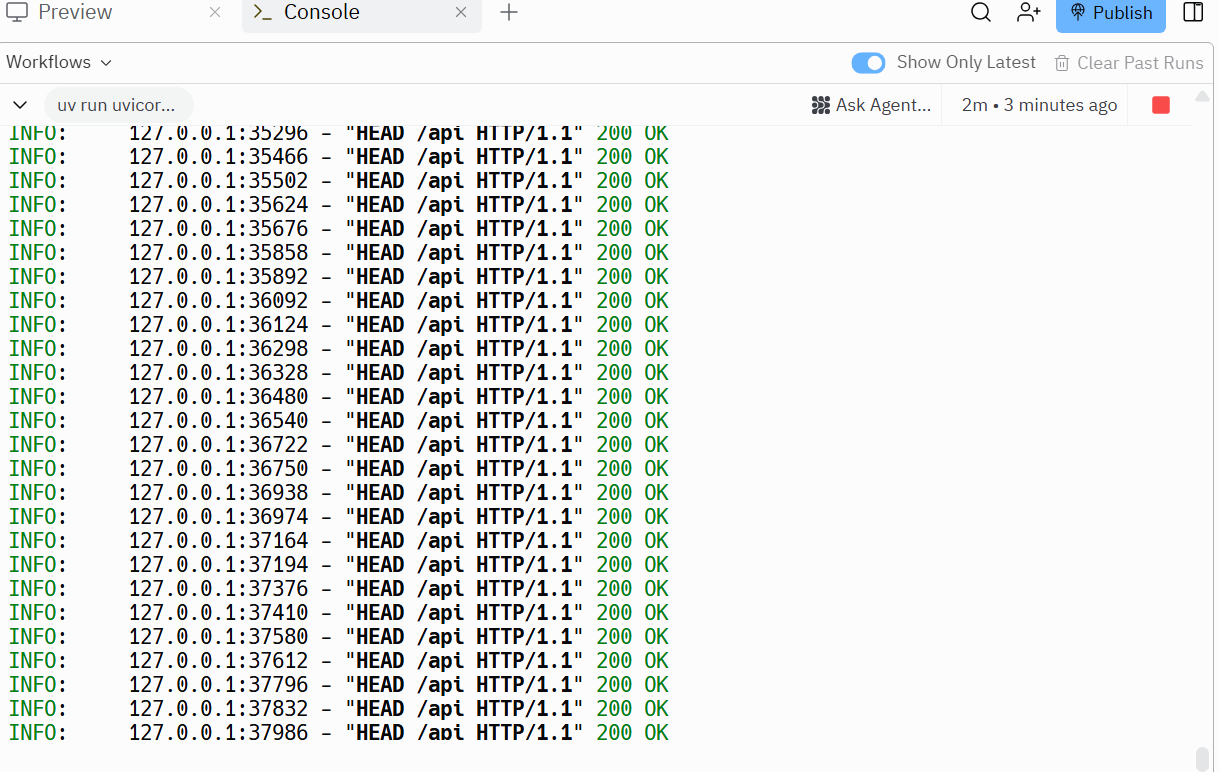 Preview
Console
Publish
Workflows
Show Only Latest
Clear Past Runs
uv run uvicor...
Ask Agent...
2m • 3 minutes ago
INFO: 127.0.0.1:35296 - "HEAD /api HTTP/1.1" 200 OK
INFO: 127.0.0.1:35466 - "HEAD /api HTTP/1.1" 200 OK
INFO: 127.0.0.1:35502 - "HEAD /api HTTP/1.1" 200 OK
INFO: 127.0.0.1:35624 - "HEAD /api HTTP/1.1" 200 OK
INFO: 127.0.0.1:35676 - "HEAD /api HTTP/1.1" 200 OK
INFO: 127.0.0.1:35858 - "HEAD /api HTTP/1.1" 200 OK
INFO: 127.0.0.1:35892 - "HEAD /api HTTP/1.1" 200 OK
INFO: 127.0.0.1:36092 - "HEAD /api HTTP/1.1" 200 OK
INFO: 127.0.0.1:36124 - "HEAD /api HTTP/1.1" 200 OK
INFO: 127.0.0.1:36298 - "HEAD /api HTTP/1.1" 200 OK
INFO: 127.0.0.1:36328 - "HEAD /api HTTP/1.1" 200 OK
INFO: 127.0.0.1:36480 - "HEAD /api HTTP/1.1" 200 OK
INFO: 127.0.0.1:36540 - "HEAD /api HTTP/1.1" 200 OK
INFO: 127.0.0.1:36722 - "HEAD /api HTTP/1.1" 200 OK
INFO: 127.0.0.1:36750 - "HEAD /api HTTP/1.1" 200 OK
INFO: 127.0.0.1:36938 - "HEAD /api HTTP/1.1" 200 OK
INFO: 127.0.0.1:36974 - "HEAD /api HTTP/1.1" 200 OK
INFO: 127.0.0.1:37164 - "HEAD /api HTTP/1.1" 200 OK
INFO: 127.0.0.1:37194 - "HEAD /api HTTP/1.1" 200 OK
INFO: 127.0.0.1:37376 - "HEAD /api HTTP/1.1" 200 OK
INFO: 127.0.0.1:37410 - "HEAD /api HTTP/1.1" 200 OK
INFO: 127.0.0.1:37580 - "HEAD /api HTTP/1.1" 200 OK
INFO: 127.0.0.1:37612 - "HEAD /api HTTP/1.1" 200 OK
INFO: 127.0.0.1:37796 - "HEAD /api HTTP/1.1" 200 OK
INFO: 127.0.0.1:37832 - "HEAD /api HTTP/1.1" 200 OK
INFO: 127.0.0.1:37986 - "HEAD /api HTTP/1.1" 200 OK